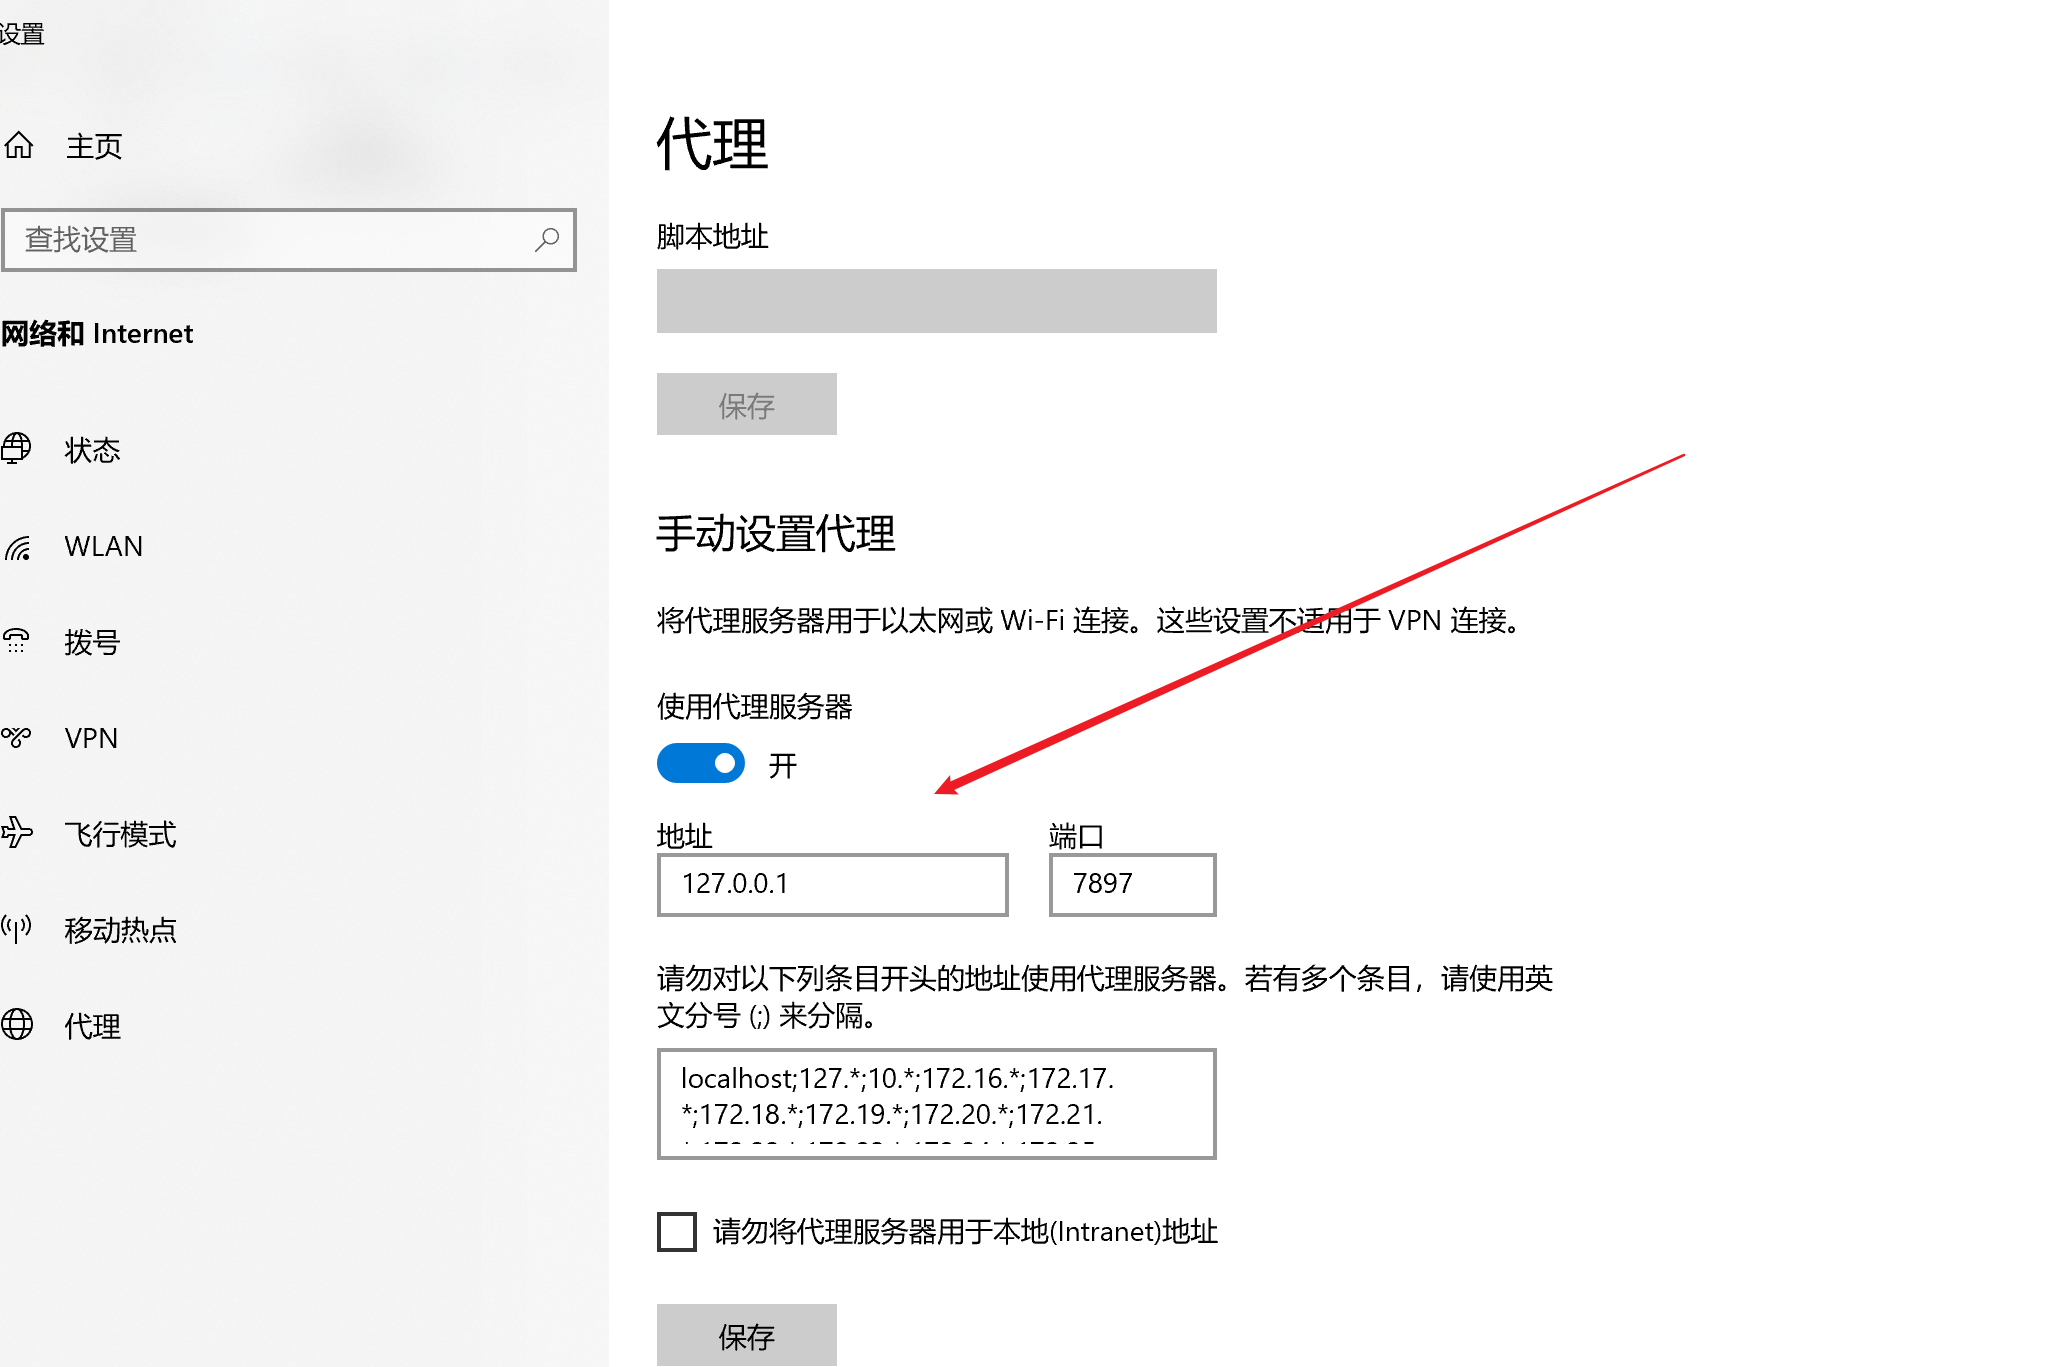 设置
主页
查找设置
网络和 Internet
状态
WLAN
拨号
VPN
飞行模式
移动热点
代理
代理
脚本地址
保存
手动设置代理
将代理服务器用于以太网或 Wi-Fi 连接。这些设置不适用于 VPN 连接。
使用代理服务器
开
地址
端口
127.0.0.1
7897
请勿对以下列条目开头的地址使用代理服务器。若有多个条目，请使用英
文分号 (;) 来分隔。
localhost;127.*;10.*;172.16.*;172.17.
*;172.18.*;172.19.*;172.20.*;172.21.
请勿将代理服务器用于本地(Intranet)地址
保存